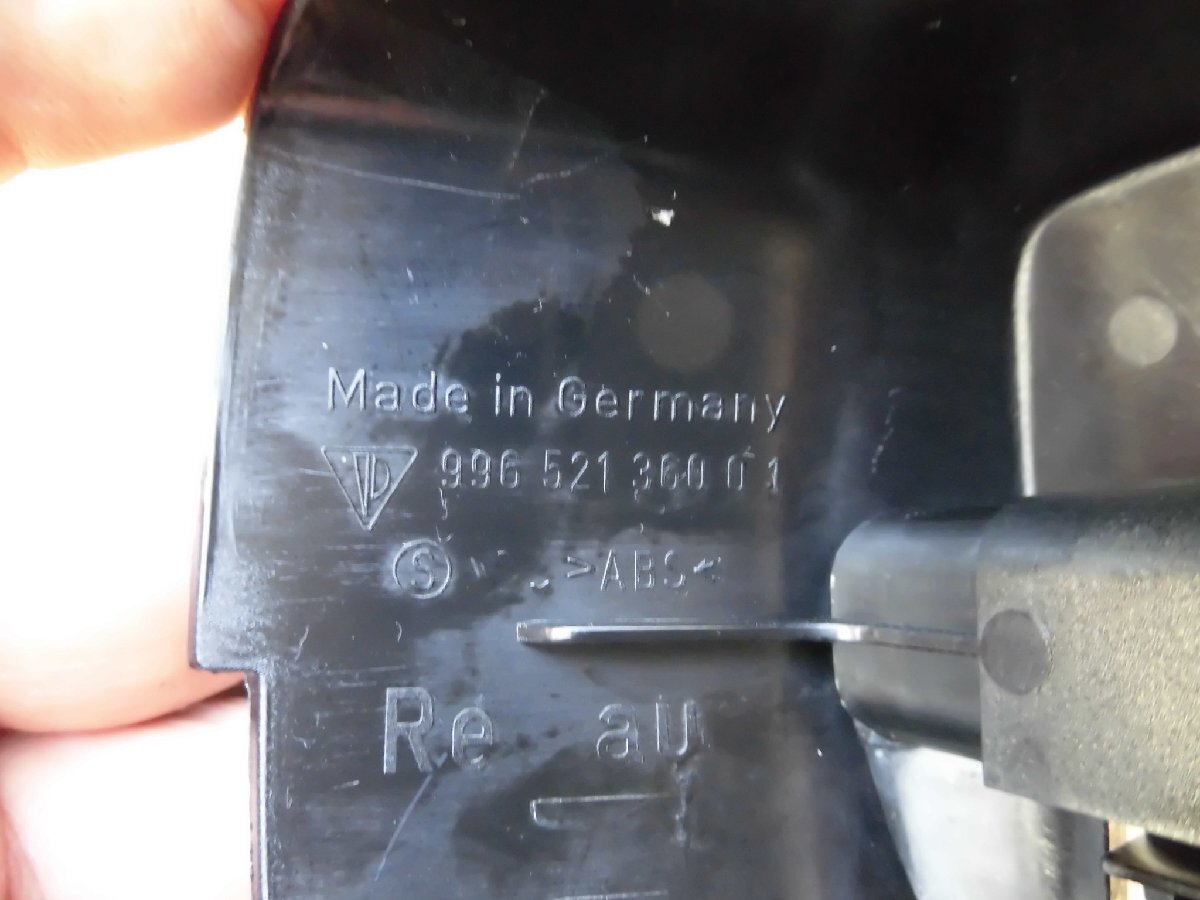 Made in Germany
996 521 360 01
S >ABS<
Re au